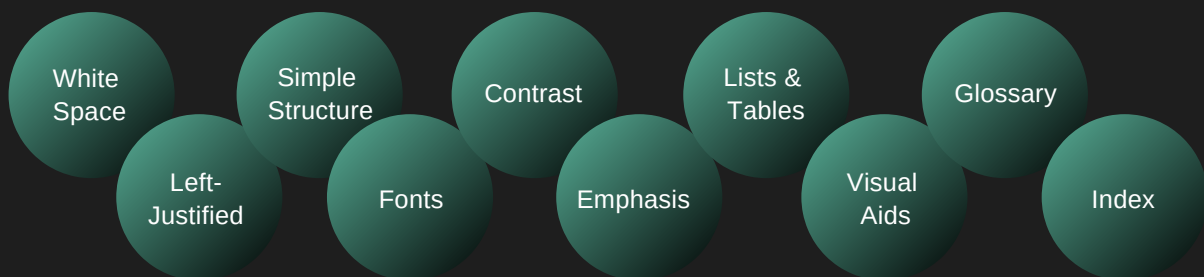 White
Space
Left-
Justified
Simple
Structure
Fonts
Contrast
Emphasis
Lists &
Tables
Visual
Aids
Glossary
Index